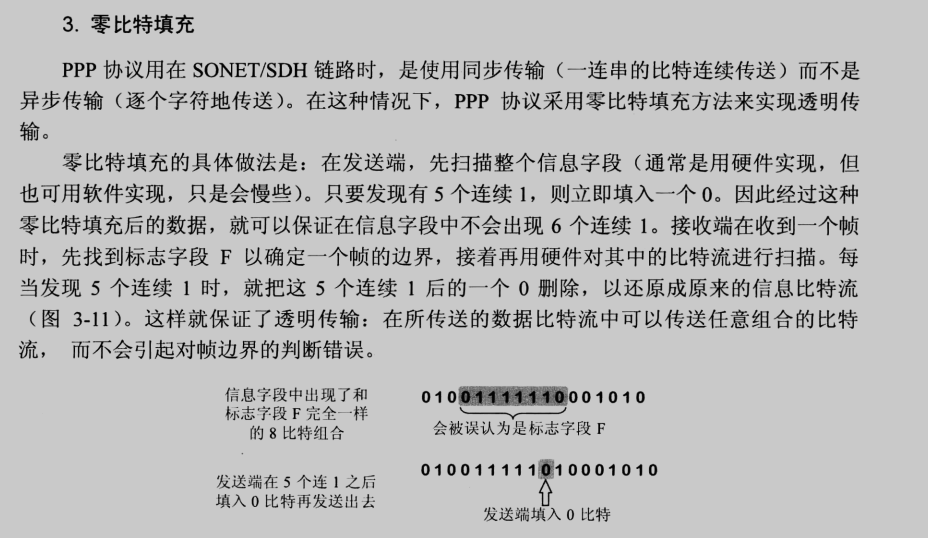 3. 零比特填充
PPP 协议用在 SONET/SDH 链路时，是使用同步传输（一连串的比特连续传送）而不是
异步传输（逐个字符地传送）。在这种情况下，PPP 协议采用零比特填充方法来实现透明传
输。
零比特填充的具体做法是：在发送端，先扫描整个信息字段（通常是用硬件实现，但
也可用软件实现，只是会慢些）。只要发现有 5 个连续 1，则立即填入一个 0。因此经过这种
零比特填充后的数据，就可以保证在信息字段中不会出现 6 个连续 1。接收端在收到一个帧
时，先找到标志字段 F 以确定一个帧的边界，接着再用硬件对其中的比特流进行扫描。每
当发现 5 个连续 1 时，就把这 5 个连续 1 后的一个 0 删除，以还原成原来的信息比特流
（图 3-11）。这样就保证了透明传输：在所传送的数据比特流中可以传送任意组合的比特
流， 而不会引起对帧边界的判断错误。
信息字段中出现了和
标志字段 F 完全一样
的 8 比特组合
01001111110001010
会被误认为是标志字段 F
发送端在 5 个连 1 之后
填入 0 比特再发送出去
010011111010001010
发送端填入 0 比特